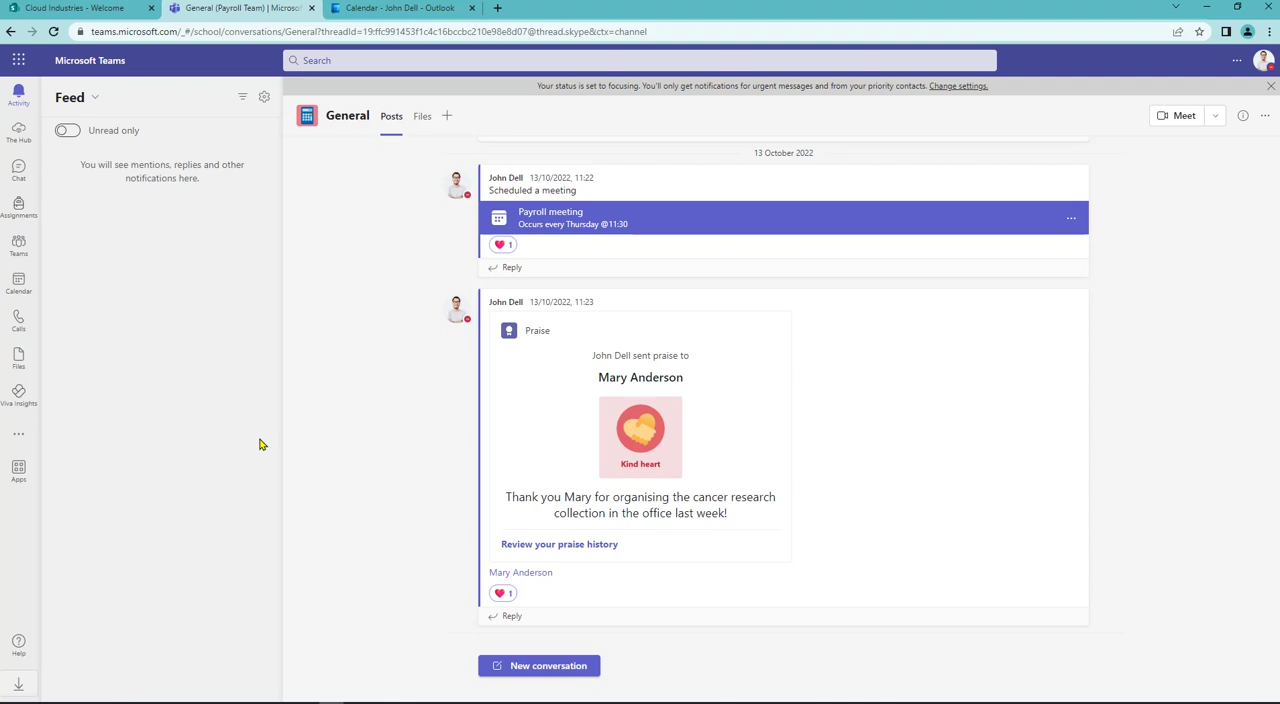 Cloud Industries - Welcome
General (Payroll Team) | Microsof
Calendar - John Dell - Outlook
teams.microsoft.com/_#/school/conversations/General?threadId=19:ffc991453f1c4c16bccbc210e98e8d07@thread.skype&ctx=channel
Microsoft Teams
Search
Your status is set to focusing. You'll only get notifications for urgent messages and from your priority contacts. Change settings.
Activity
The Hub
Chat
Assignments
Teams
Calendar
Calls
Files
Viva Insights
Apps
Help
Feed
Unread only
You will see mentions, replies and other
notifications here.
General
Posts
Files
Meet
13 October 2022
John Dell 13/10/2022, 11:22
Scheduled a meeting
Payroll meeting
Occurs every Thursday @11:30
1
Reply
John Dell 13/10/2022, 11:23
Praise
John Dell sent praise to
Mary Anderson
Kind heart
Thank you Mary for organising the cancer research
collection in the office last week!
Review your praise history
Mary Anderson
1
Reply
New conversation